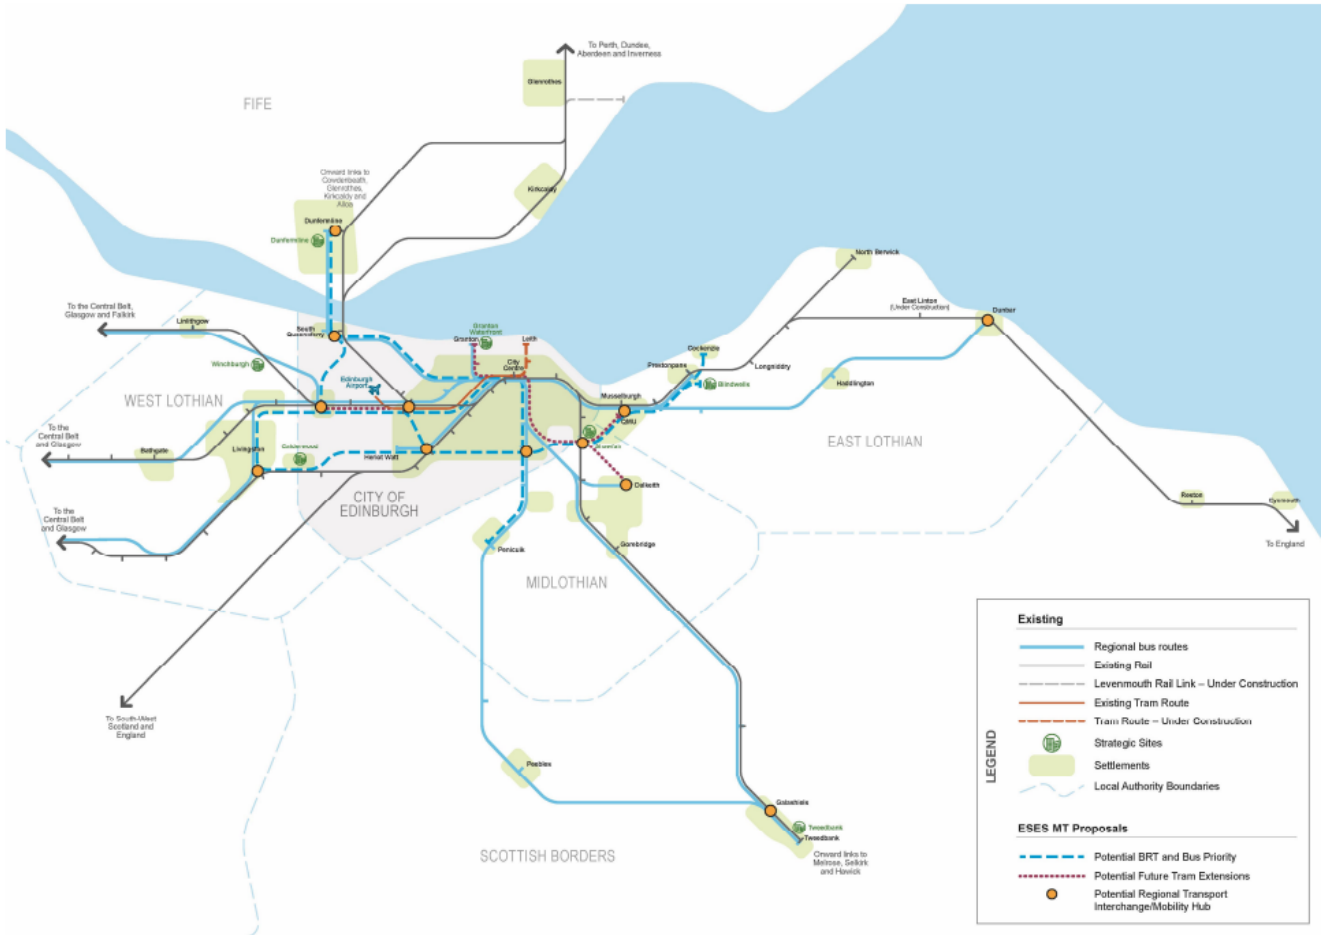 To Perth, Dundee,
Aberdeen and Inverness
Glenrothes
FIFE
Onward links to
Cowdenbeath,
Glenrothes,
Kirkcaldy and
Alloa
Kirkcaldy
Dunfermline
Dunfermline
North Berwick
To the Central Belt,
Glasgow and Falkirk
Linlithgow
South
Queensferry
Granton
Waterfront
Granton
Leith
City
Centre
East Linton
(Under Construction)
Dunbar
Cockenzie
Winchburgh
Edinburgh
Airport
Prestonpans
Longniddry
Blindwells
Haddington
WEST LOTHIAN
Musselburgh
QMU
EAST LOTHIAN
To the
Central Belt
and Glasgow
Bathgate
Livingston
Calderwood
Heriot Watt
Dalkeith
CITY OF
EDINBURGH
Reston
Eyemouth
To the
Central Belt
and Glasgow
Penicuik
Gorebridge
To England
MIDLOTHIAN
To South-West
Scotland and
England
Peebles
Galashiels
Tweedbank
Tweedbank
SCOTTISH BORDERS
Onward links to
Melrose, Selkirk
and Hawick
LEGEND
Existing
Regional bus routes
Existing Rail
Levenmouth Rail Link – Under Construction
Existing Tram Route
Tram Route – Under Construction
Strategic Sites
Settlements
Local Authority Boundaries
ESES MT Proposals
Potential BRT and Bus Priority
Potential Future Tram Extensions
Potential Regional Transport
Interchange/Mobility Hub